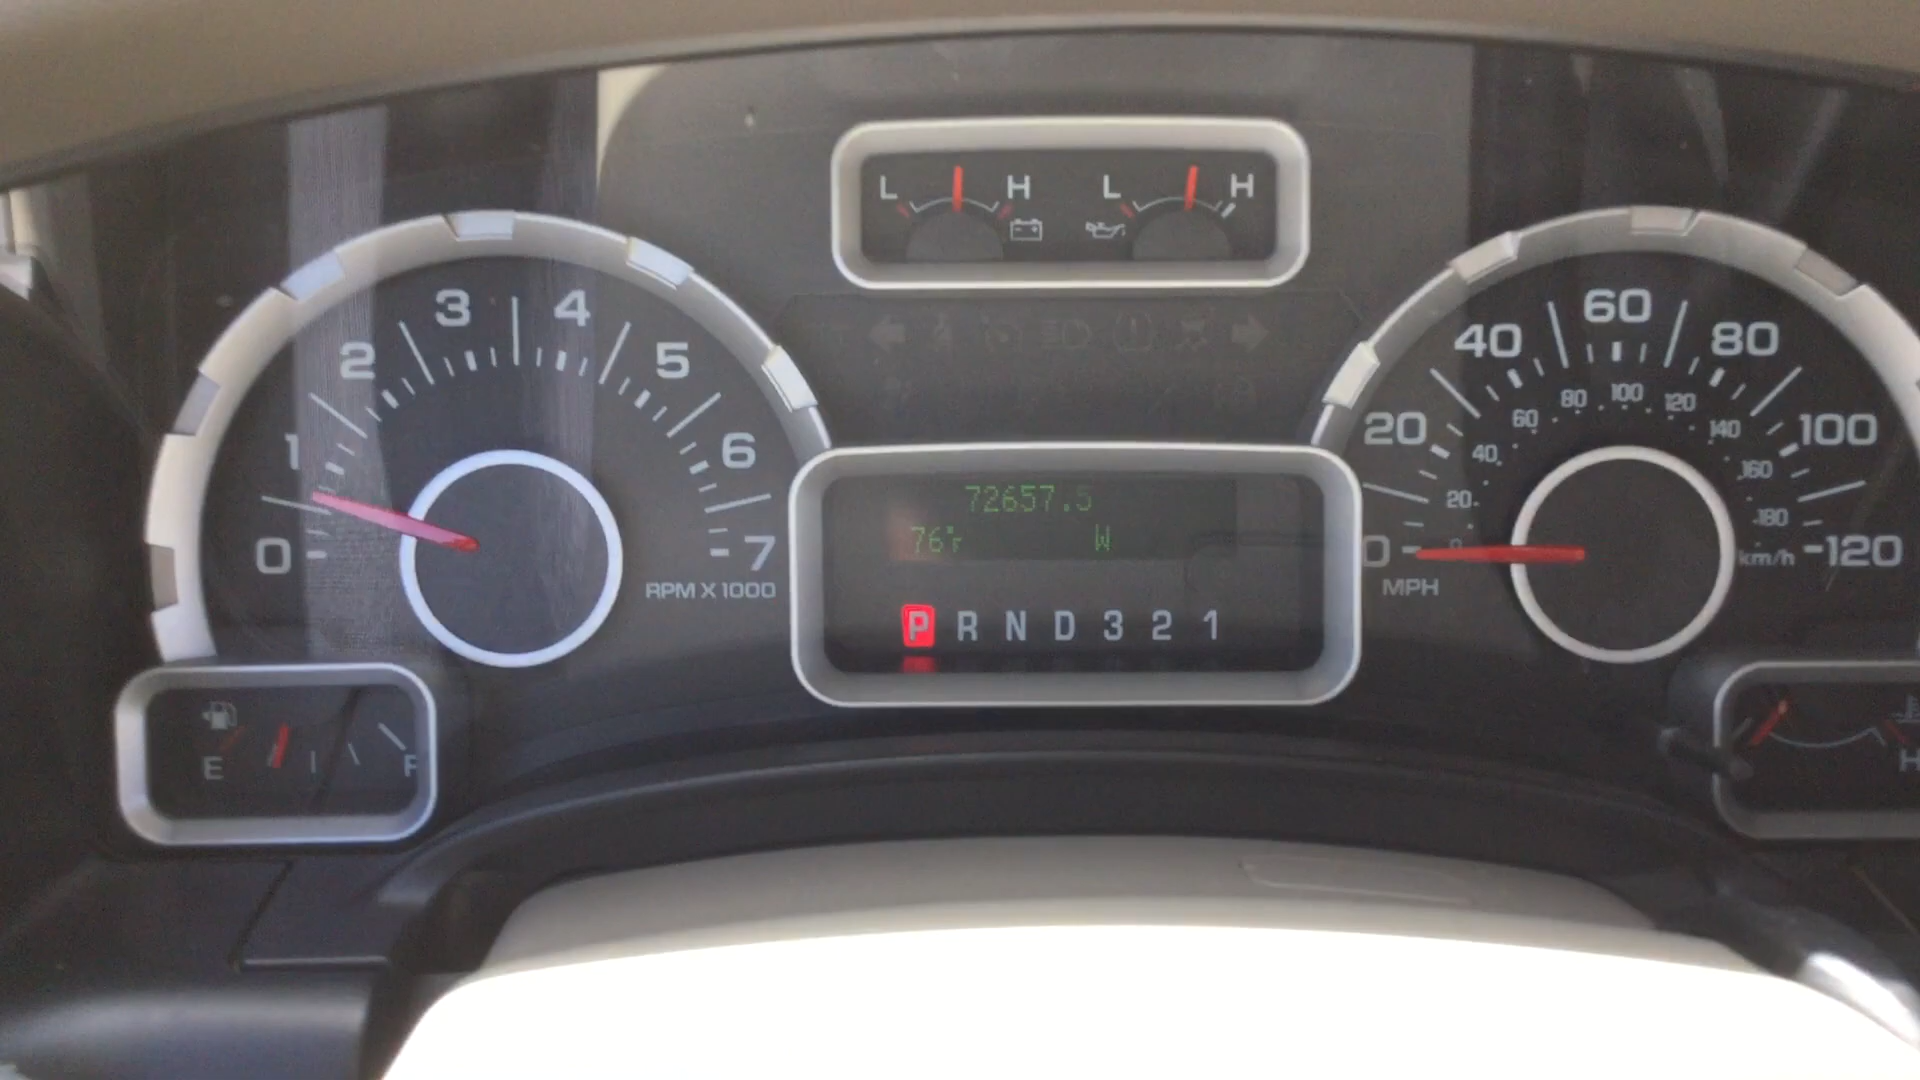 L H L H
0 1 2 3 4 5 6 7
RPM X 1000
72657.5
76°F W
P R N D 3 2 1
0 20 40 60 80 100 120
20 40 60 80 100 120 140 160 180
km/h
MPH
E F
H